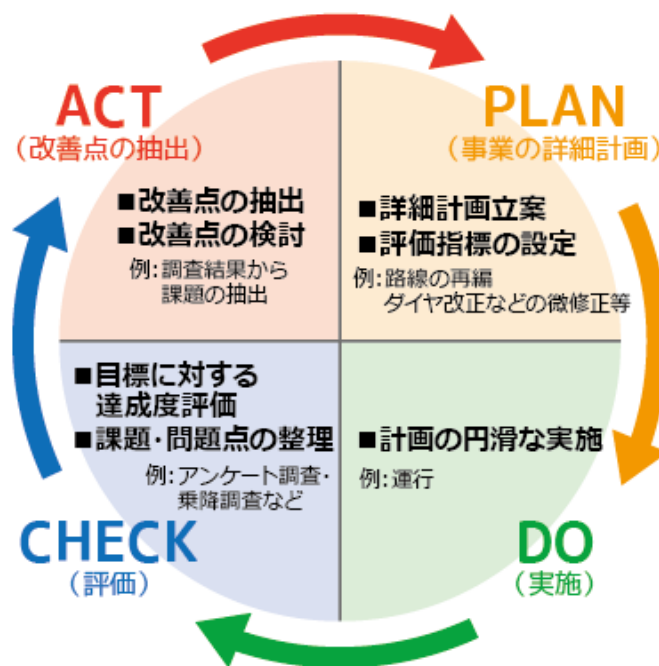 ACT
(改善点の抽出)
■改善点の抽出
■改善点の検討
例:調査結果から
課題の抽出
PLAN
(事業の詳細計画)
■詳細計画立案
■評価指標の設定
例:路線の再編
ダイヤ改正などの微修正等
■計画の円滑な実施
例:運行
DO
(実施)
■目標に対する
達成度評価
■課題・問題点の整理
例:アンケート調査・
乗降調査など
CHECK
(評価)